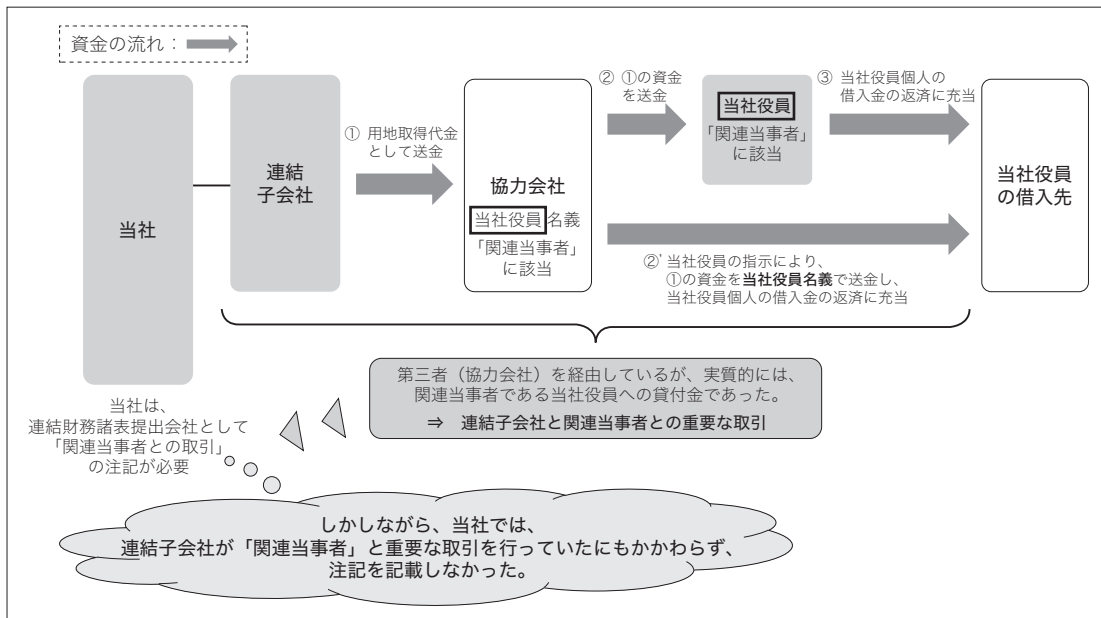 資金の流れ：
当社
連結
子会社
① 用地取得代金
として送金
協力会社
当社役員 名義
「関連当事者」
に該当
② ①の資金
を送金
当社役員
「関連当事者」
に該当
③ 当社役員個人の
借入金の返済に充当
当社役員
の借入先
②’ 当社役員の指示により、
①の資金を当社役員名義で送金し、
当社役員個人の借入金の返済に充当
第三者（協力会社）を経由しているが、実質的には、
関連当事者である当社役員への貸付金であった。
⇒ 連結子会社と関連当事者との重要な取引
当社は、
連結財務諸表提出会社として
「関連当事者との取引」
の注記が必要
しかしながら、当社では、
連結子会社が「関連当事者」と重要な取引を行っていたにもかかわらず、
注記を記載しなかった。